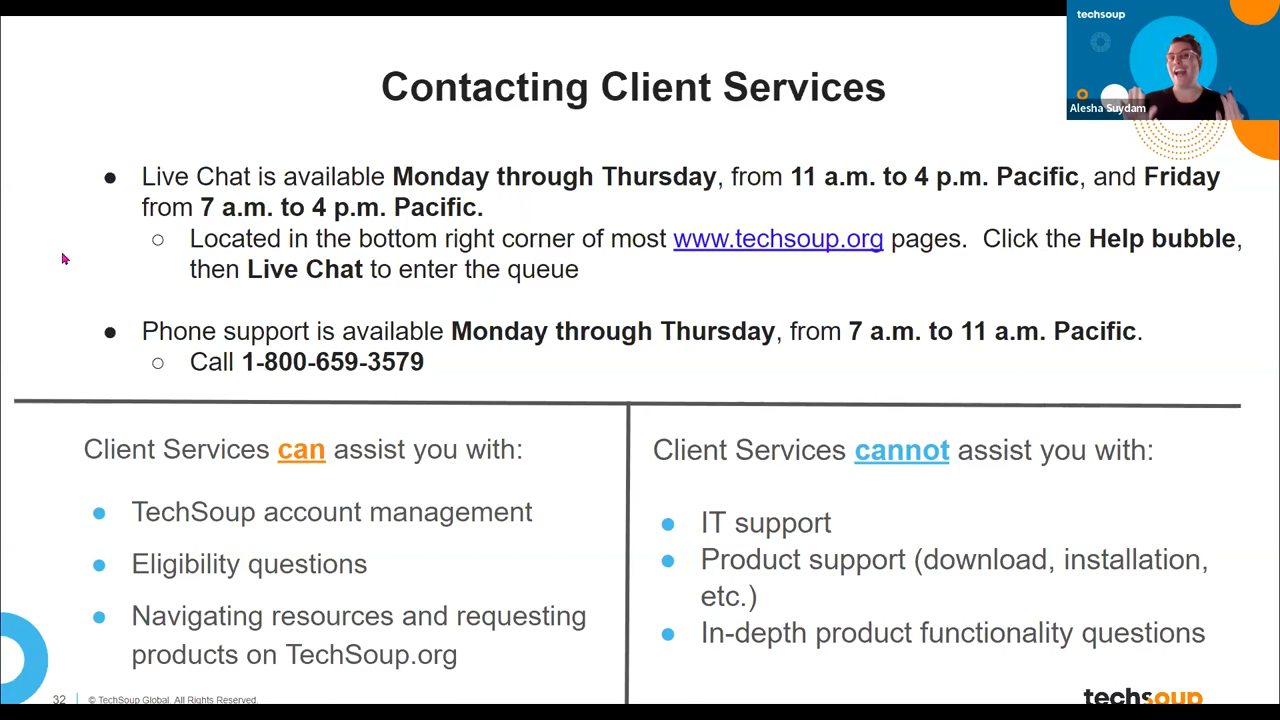 techsoup
Alesha Suydam
Contacting Client Services
● Live Chat is available Monday through Thursday, from 11 a.m. to 4 p.m. Pacific, and Friday
from 7 a.m. to 4 p.m. Pacific.
○ Located in the bottom right corner of most www.techsoup.org pages. Click the Help bubble,
then Live Chat to enter the queue
● Phone support is available Monday through Thursday, from 7 a.m. to 11 a.m. Pacific.
○ Call 1-800-659-3579
Client Services can assist you with:
● TechSoup account management
● Eligibility questions
● Navigating resources and requesting
products on TechSoup.org
Client Services cannot assist you with:
● IT support
● Product support (download, installation,
etc.)
● In-depth product functionality questions
32
© TechSoup Global. All Rights Reserved.
techsoup